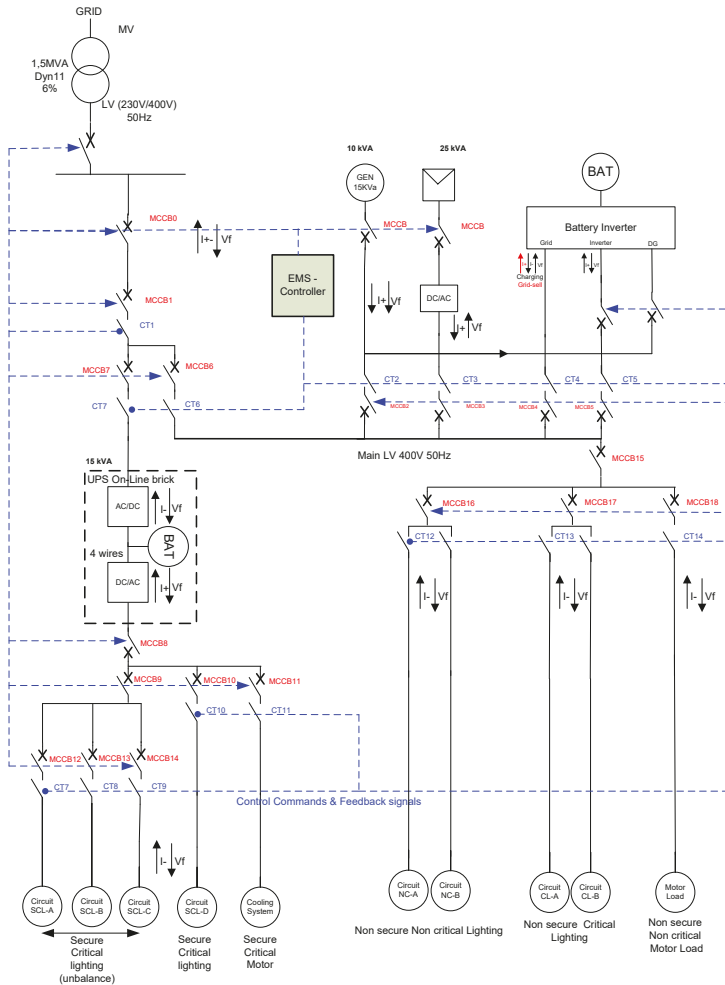 GRID
MV
1,5MVA
Dyn11
6%
LV (230V/400V)
50Hz
10 kVA
25 kVA
GEN
15KVa
BAT
Battery Inverter
Grid
Inverter
DG
I+
I-
Vf
I+-
Vf
Charging
Grid-sell
MCCB0
I+-
Vf
MCCB
MCCB
EMS -
Controller
I+
Vf
DC/AC
I+
Vf
MCCB1
CT1
MCCB7
MCCB6
CT7
CT6
CT2
CT3
CT4
CT5
MCCB2
MCCB3
MCCB4
MCCB5
Main LV 400V 50Hz
MCCB15
15 kVA
UPS On-Line brick
AC/DC
I-
Vf
BAT
4 wires
DC/AC
I+
Vf
MCCB16
MCCB17
MCCB18
CT12
CT13
CT14
I-
Vf
I-
Vf
I-
Vf
MCCB8
MCCB9
MCCB10
MCCB11
CT10
CT11
MCCB12
MCCB13
MCCB14
CT7
CT8
CT9
Control Commands & Feedback signals
I-
Vf
Circuit
SCL-A
Circuit
SCL-B
Circuit
SCL-C
Circuit
SCL-D
Cooling
System
Circuit
NC-A
Circuit
NC-B
Circuit
CL-A
Circuit
CL-B
Motor
Load
Secure
Critical
lighting
(unbalance)
Secure
Critical
lighting
Secure
Critical
Motor
Non secure Non critical Lighting
Non secure Critical
Lighting
Non secure
Non critical
Motor Load